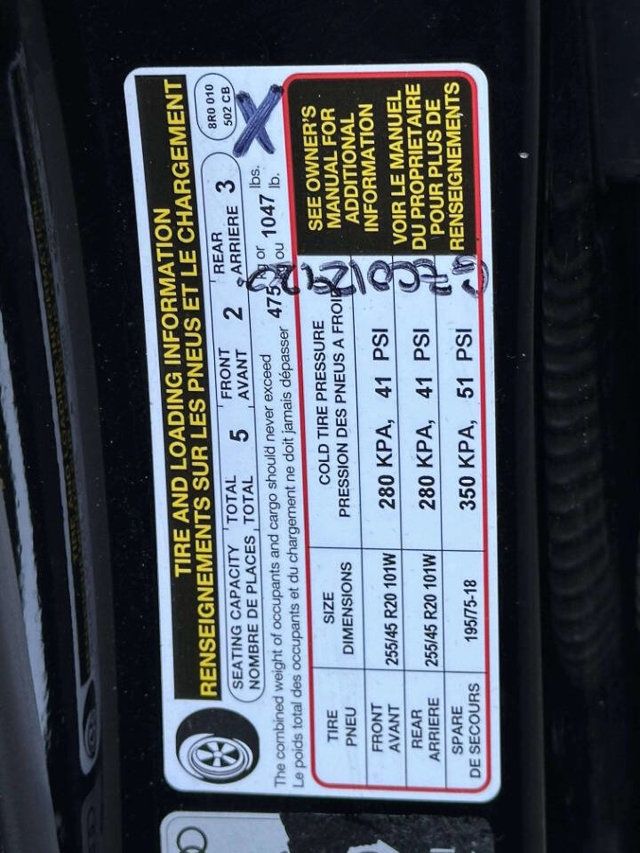 TIRE AND LOADING INFORMATION
RENSEIGNEMENTS SUR LES PNEUS ET LE CHARGEMENT
8R0 010
502 CB
SEATING CAPACITY TOTAL 5 FRONT 2 REAR 3
NOMBRE DE PLACES TOTAL AVANT ARRIERE
The combined weight of occupants and cargo should never exceed 475 or 1047 lbs.
Le poids total des occupants et du chargement ne doit jamais dépasser ou lb.
TIRE
PNEU
SIZE
DIMENSIONS
COLD TIRE PRESSURE
PRESSION DES PNEUS A FROID
FRONT
AVANT
255/45 R20 101W
280 KPA, 41 PSI
REAR
ARRIERE
255/45 R20 101W
280 KPA, 41 PSI
SPARE
DE SECOURS
195/75-18
350 KPA, 51 PSI
SEE OWNER'S
MANUAL FOR
ADDITIONAL
INFORMATION
VOIR LE MANUEL
DU PROPRIETAIRE
POUR PLUS DE
RENSEIGNEMENTS
X